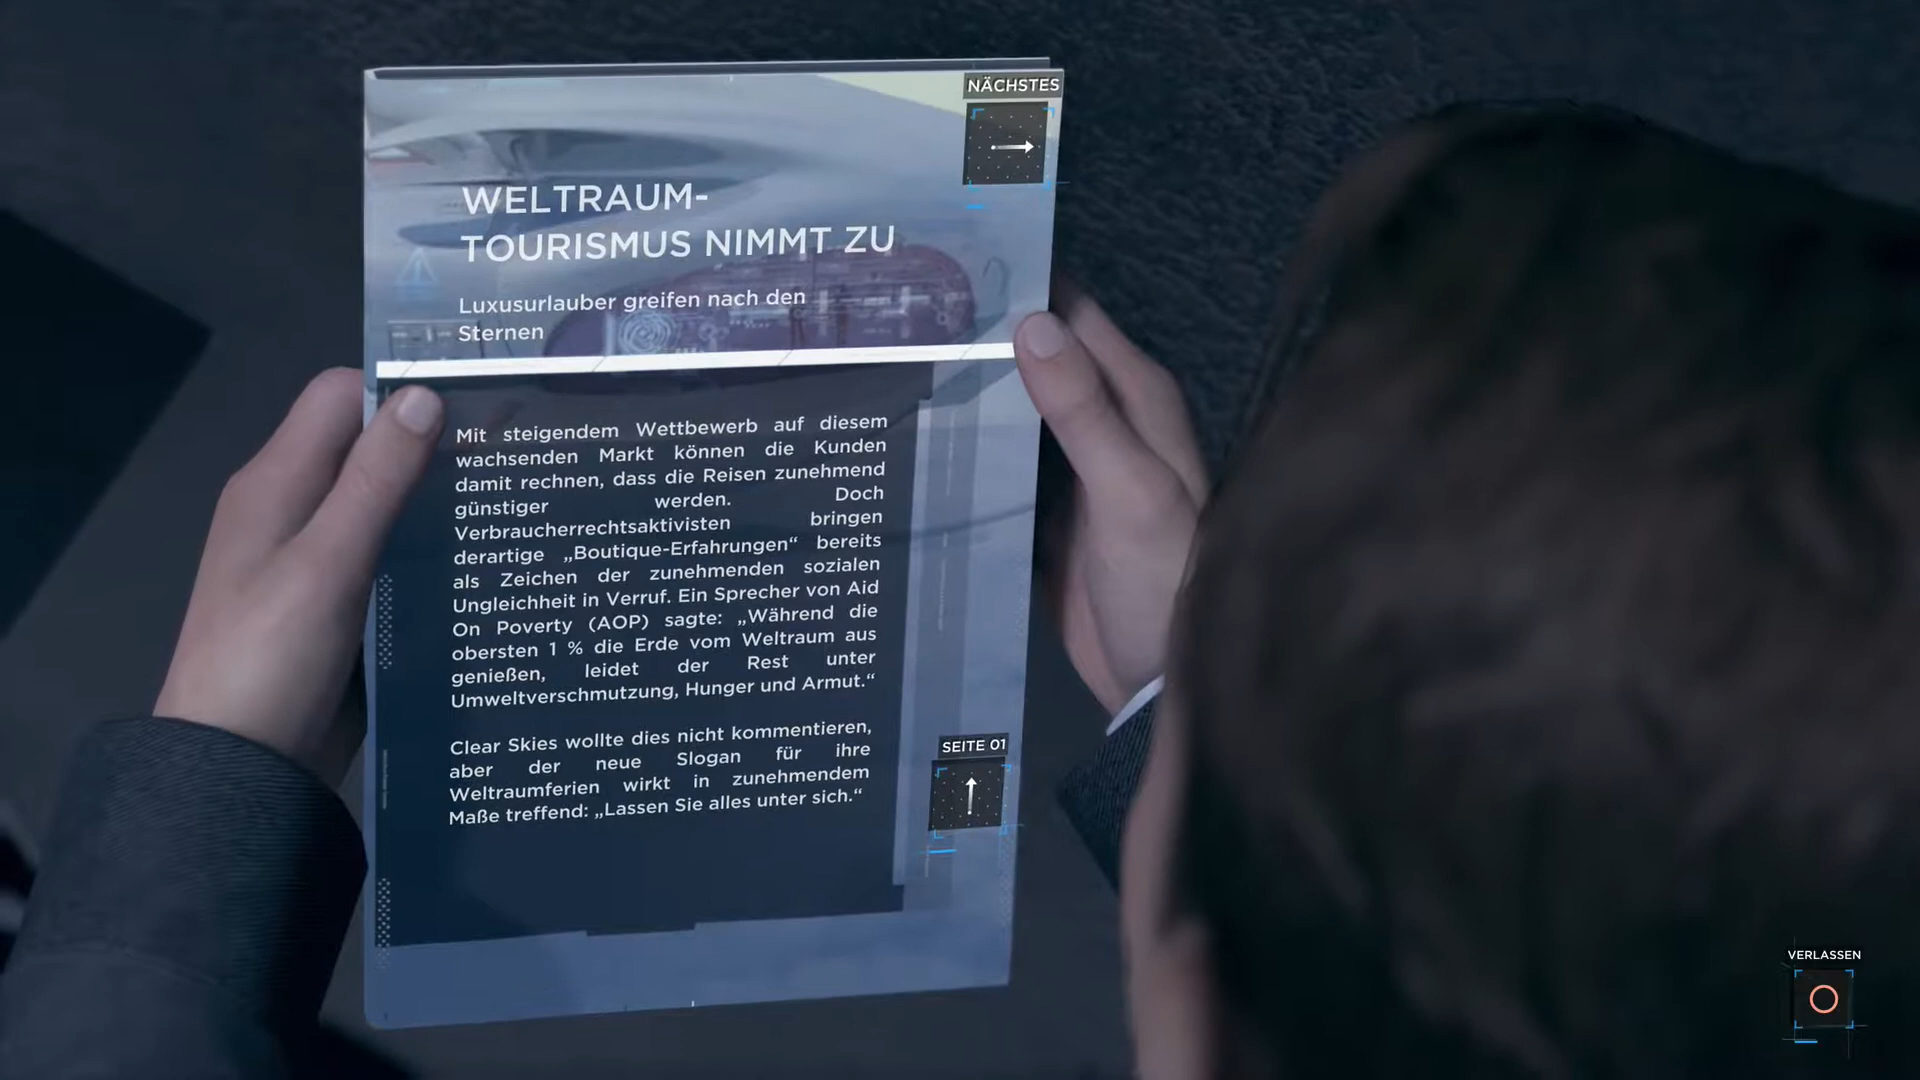 NÄCHSTES
WELTRAUM-
TOURISMUS NIMMT ZU
Luxusurlauber greifen nach den
Sternen
Mit steigendem Wettbewerb auf diesem
wachsenden Markt können die Kunden
damit rechnen, dass die Reisen zunehmend
günstiger werden. Doch
Verbraucherrechtsaktivisten bringen
derartige „Boutique-Erfahrungen“ bereits
als Zeichen der zunehmenden sozialen
Ungleichheit in Verruf. Ein Sprecher von Aid
On Poverty (AOP) sagte: „Während die
obersten 1 % die Erde vom Weltraum aus
genießen, leidet der Rest unter
Umweltverschmutzung, Hunger und Armut.“
Clear Skies wollte dies nicht kommentieren,
aber der neue Slogan für ihre
Weltraumferien wirkt in zunehmendem
Maße treffend: „Lassen Sie alles unter sich.“
SEITE 01
VERLASSEN